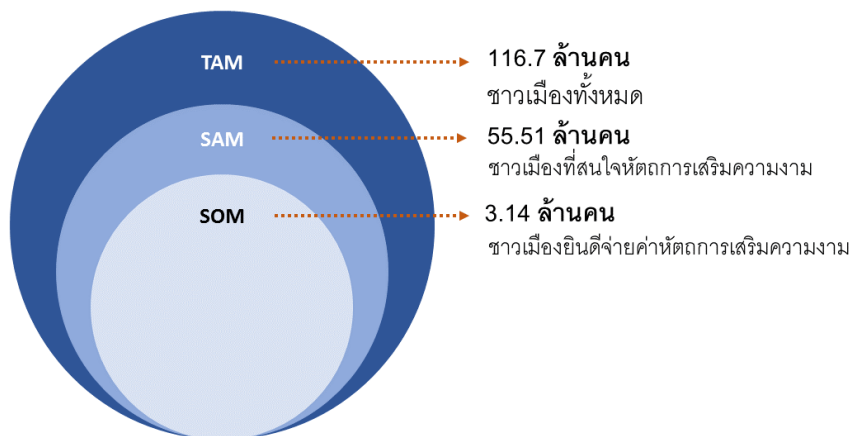 TAM
116.7 ล้านคน
ชาวเมืองทั้งหมด
SAM
55.51 ล้านคน
ชาวเมืองที่สนใจหัตถการเสริมความงาม
SOM
3.14 ล้านคน
ชาวเมืองยินดีจ่ายค่าหัตถการเสริมความงาม